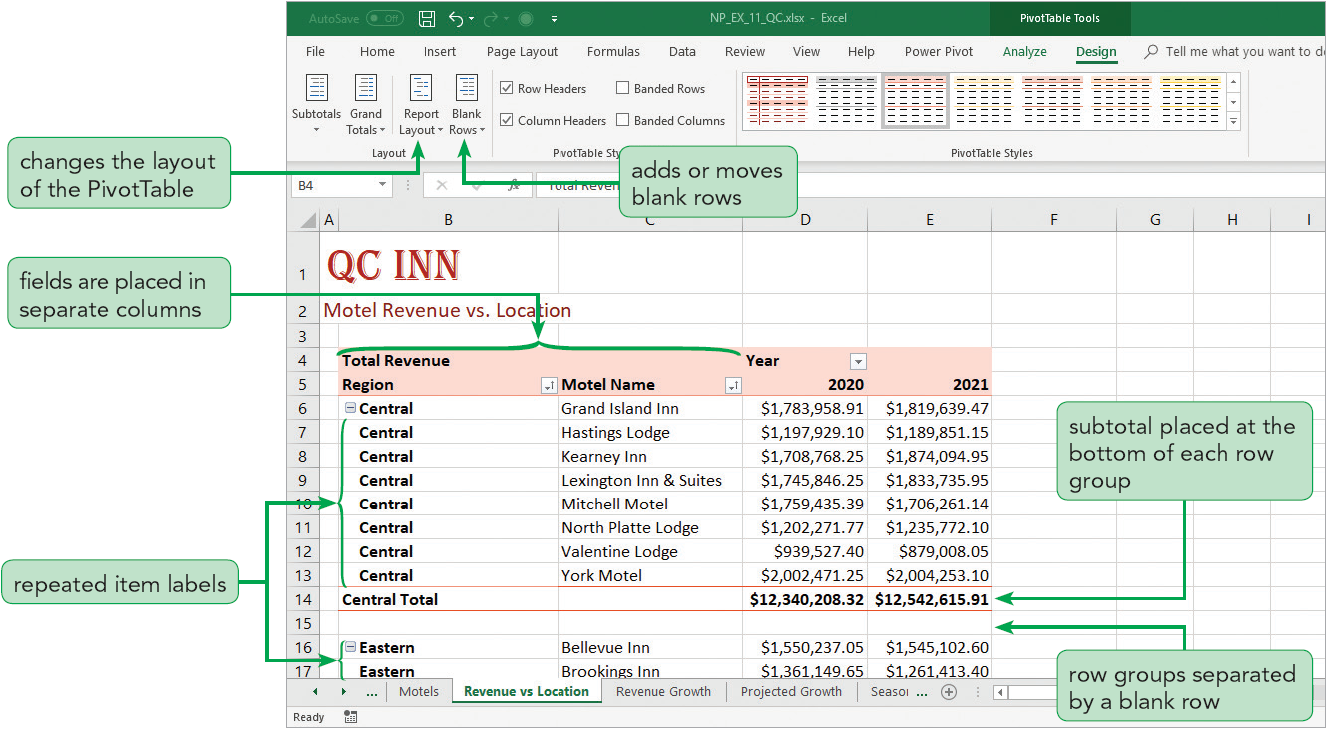 AutoSave Off NP_EX_11_QC.xlsx - Excel PivotTable Tools
File Home Insert Page Layout Formulas Data Review View Help Power Pivot Analyze Design Tell me what you want to do
Subtotals Grand Totals Report Layout Blank Rows
Row Headers Banded Rows
Column Headers Banded Columns
Layout PivotTable Sty PivotTable Styles
changes the layout
of the PivotTable
adds or moves
blank rows
B4 fx Total Reven
A B C D E F G H I
1 QC INN
fields are placed in
separate columns
2 Motel Revenue vs. Location
3
4 Total Revenue Year
5 Region Motel Name 2020 2021
6 Central Grand Island Inn $1,783,958.91 $1,819,639.47
7 Central Hastings Lodge $1,197,929.10 $1,189,851.15
8 Central Kearney Inn $1,708,768.25 $1,874,094.95
9 Central Lexington Inn & Suites $1,745,846.25 $1,833,735.95
10 Central Mitchell Motel $1,759,435.39 $1,706,261.14
11 Central North Platte Lodge $1,202,271.77 $1,235,772.10
12 Central Valentine Lodge $939,527.40 $879,008.05
13 Central York Motel $2,002,471.25 $2,004,253.10
14 Central Total $12,340,208.32 $12,542,615.91
15
16 Eastern Bellevue Inn $1,550,237.05 $1,545,102.60
17 Eastern Brookings Inn $1,361,149.65 $1,261,413.40
subtotal placed at the
bottom of each row
group
repeated item labels
row groups separated
by a blank row
... Motels Revenue vs Location Revenue Growth Projected Growth Season ...
Ready